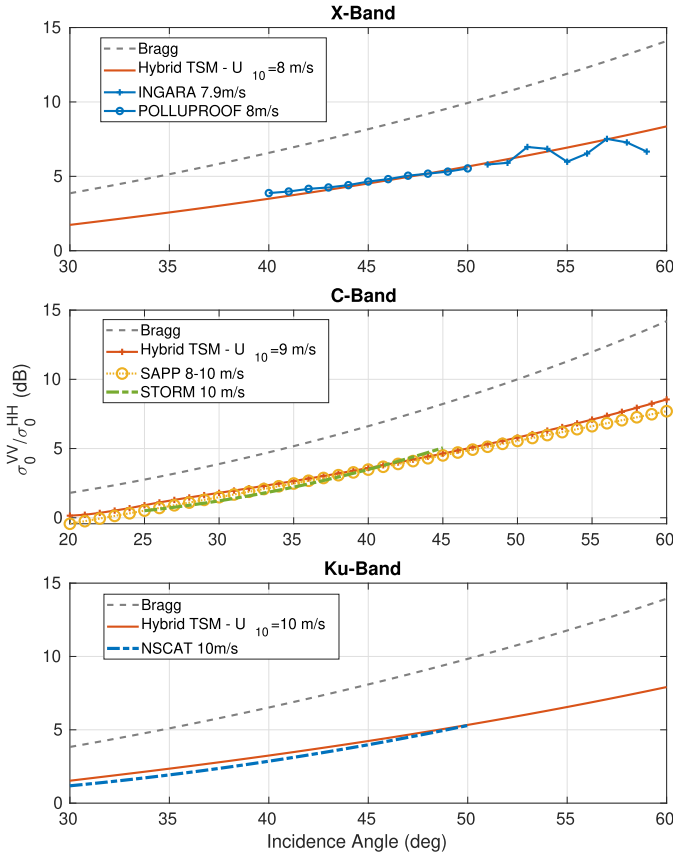 X-Band
15
10
5
0
Bragg
Hybrid TSM - U 10=8 m/s
INGARA 7.9m/s
POLLUPROOF 8m/s
30 35 40 45 50 55 60
C-Band
15
10
5
0
Bragg
Hybrid TSM - U 10=9 m/s
SAPP 8-10 m/s
STORM 10 m/s
σ0^VV/σ0^HH (dB)
20 25 30 35 40 45 50 55 60
Ku-Band
15
10
5
0
Bragg
Hybrid TSM - U 10=10 m/s
NSCAT 10m/s
30 35 40 45 50 55 60
Incidence Angle (deg)